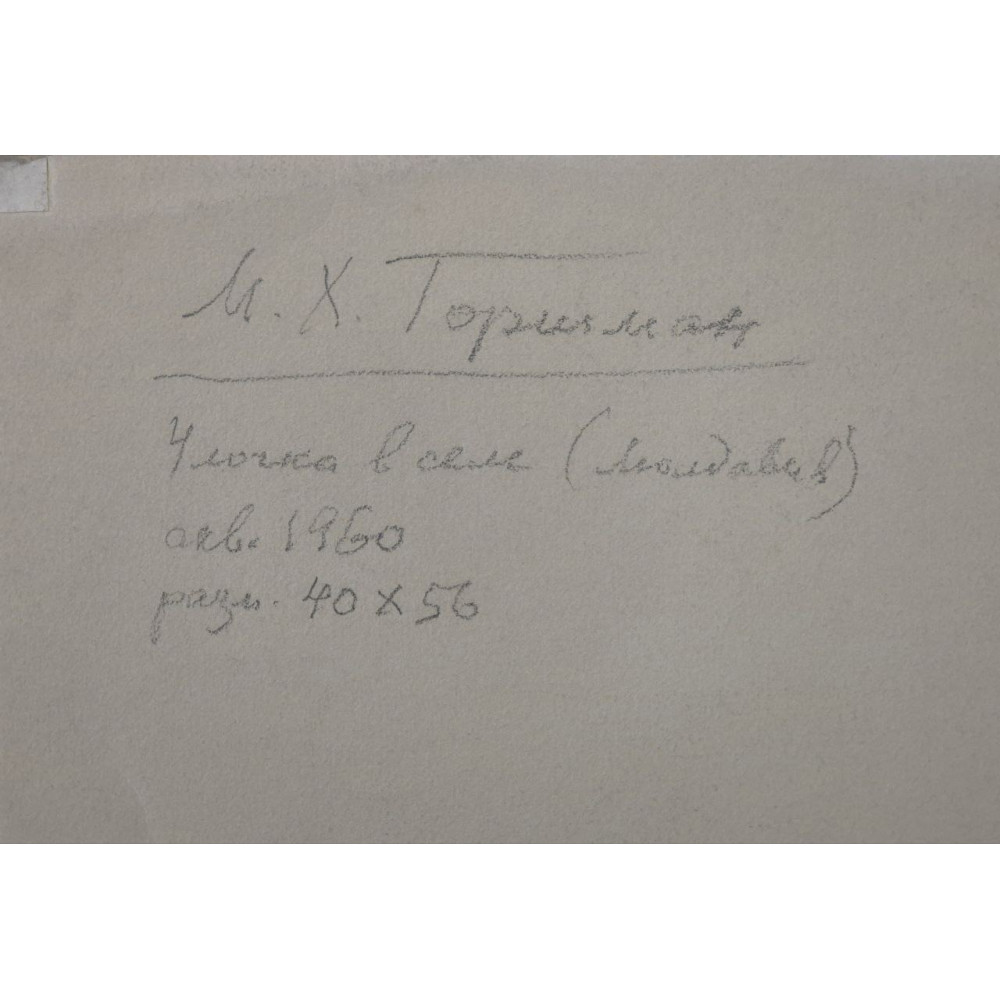 М. Х. Горшман
Улочка в селе (Молдавия)
акв. 1960
разм. 40 х 56